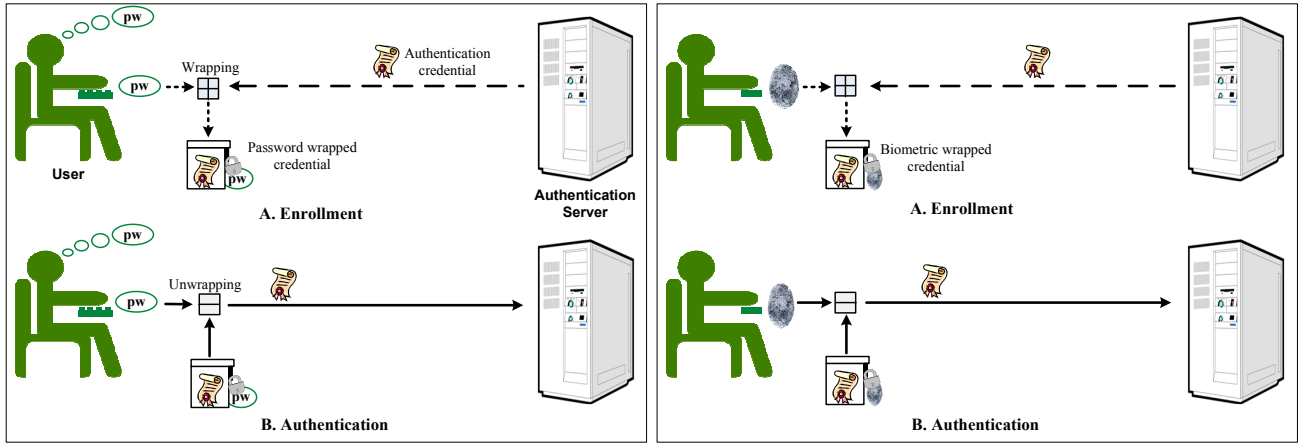 pw
Authentication
credential
Wrapping
pw
Password wrapped
credential
pw
User
Authentication
Server
A. Enrollment
pw
Unwrapping
pw
pw
B. Authentication
Biometric wrapped
credential
A. Enrollment
B. Authentication